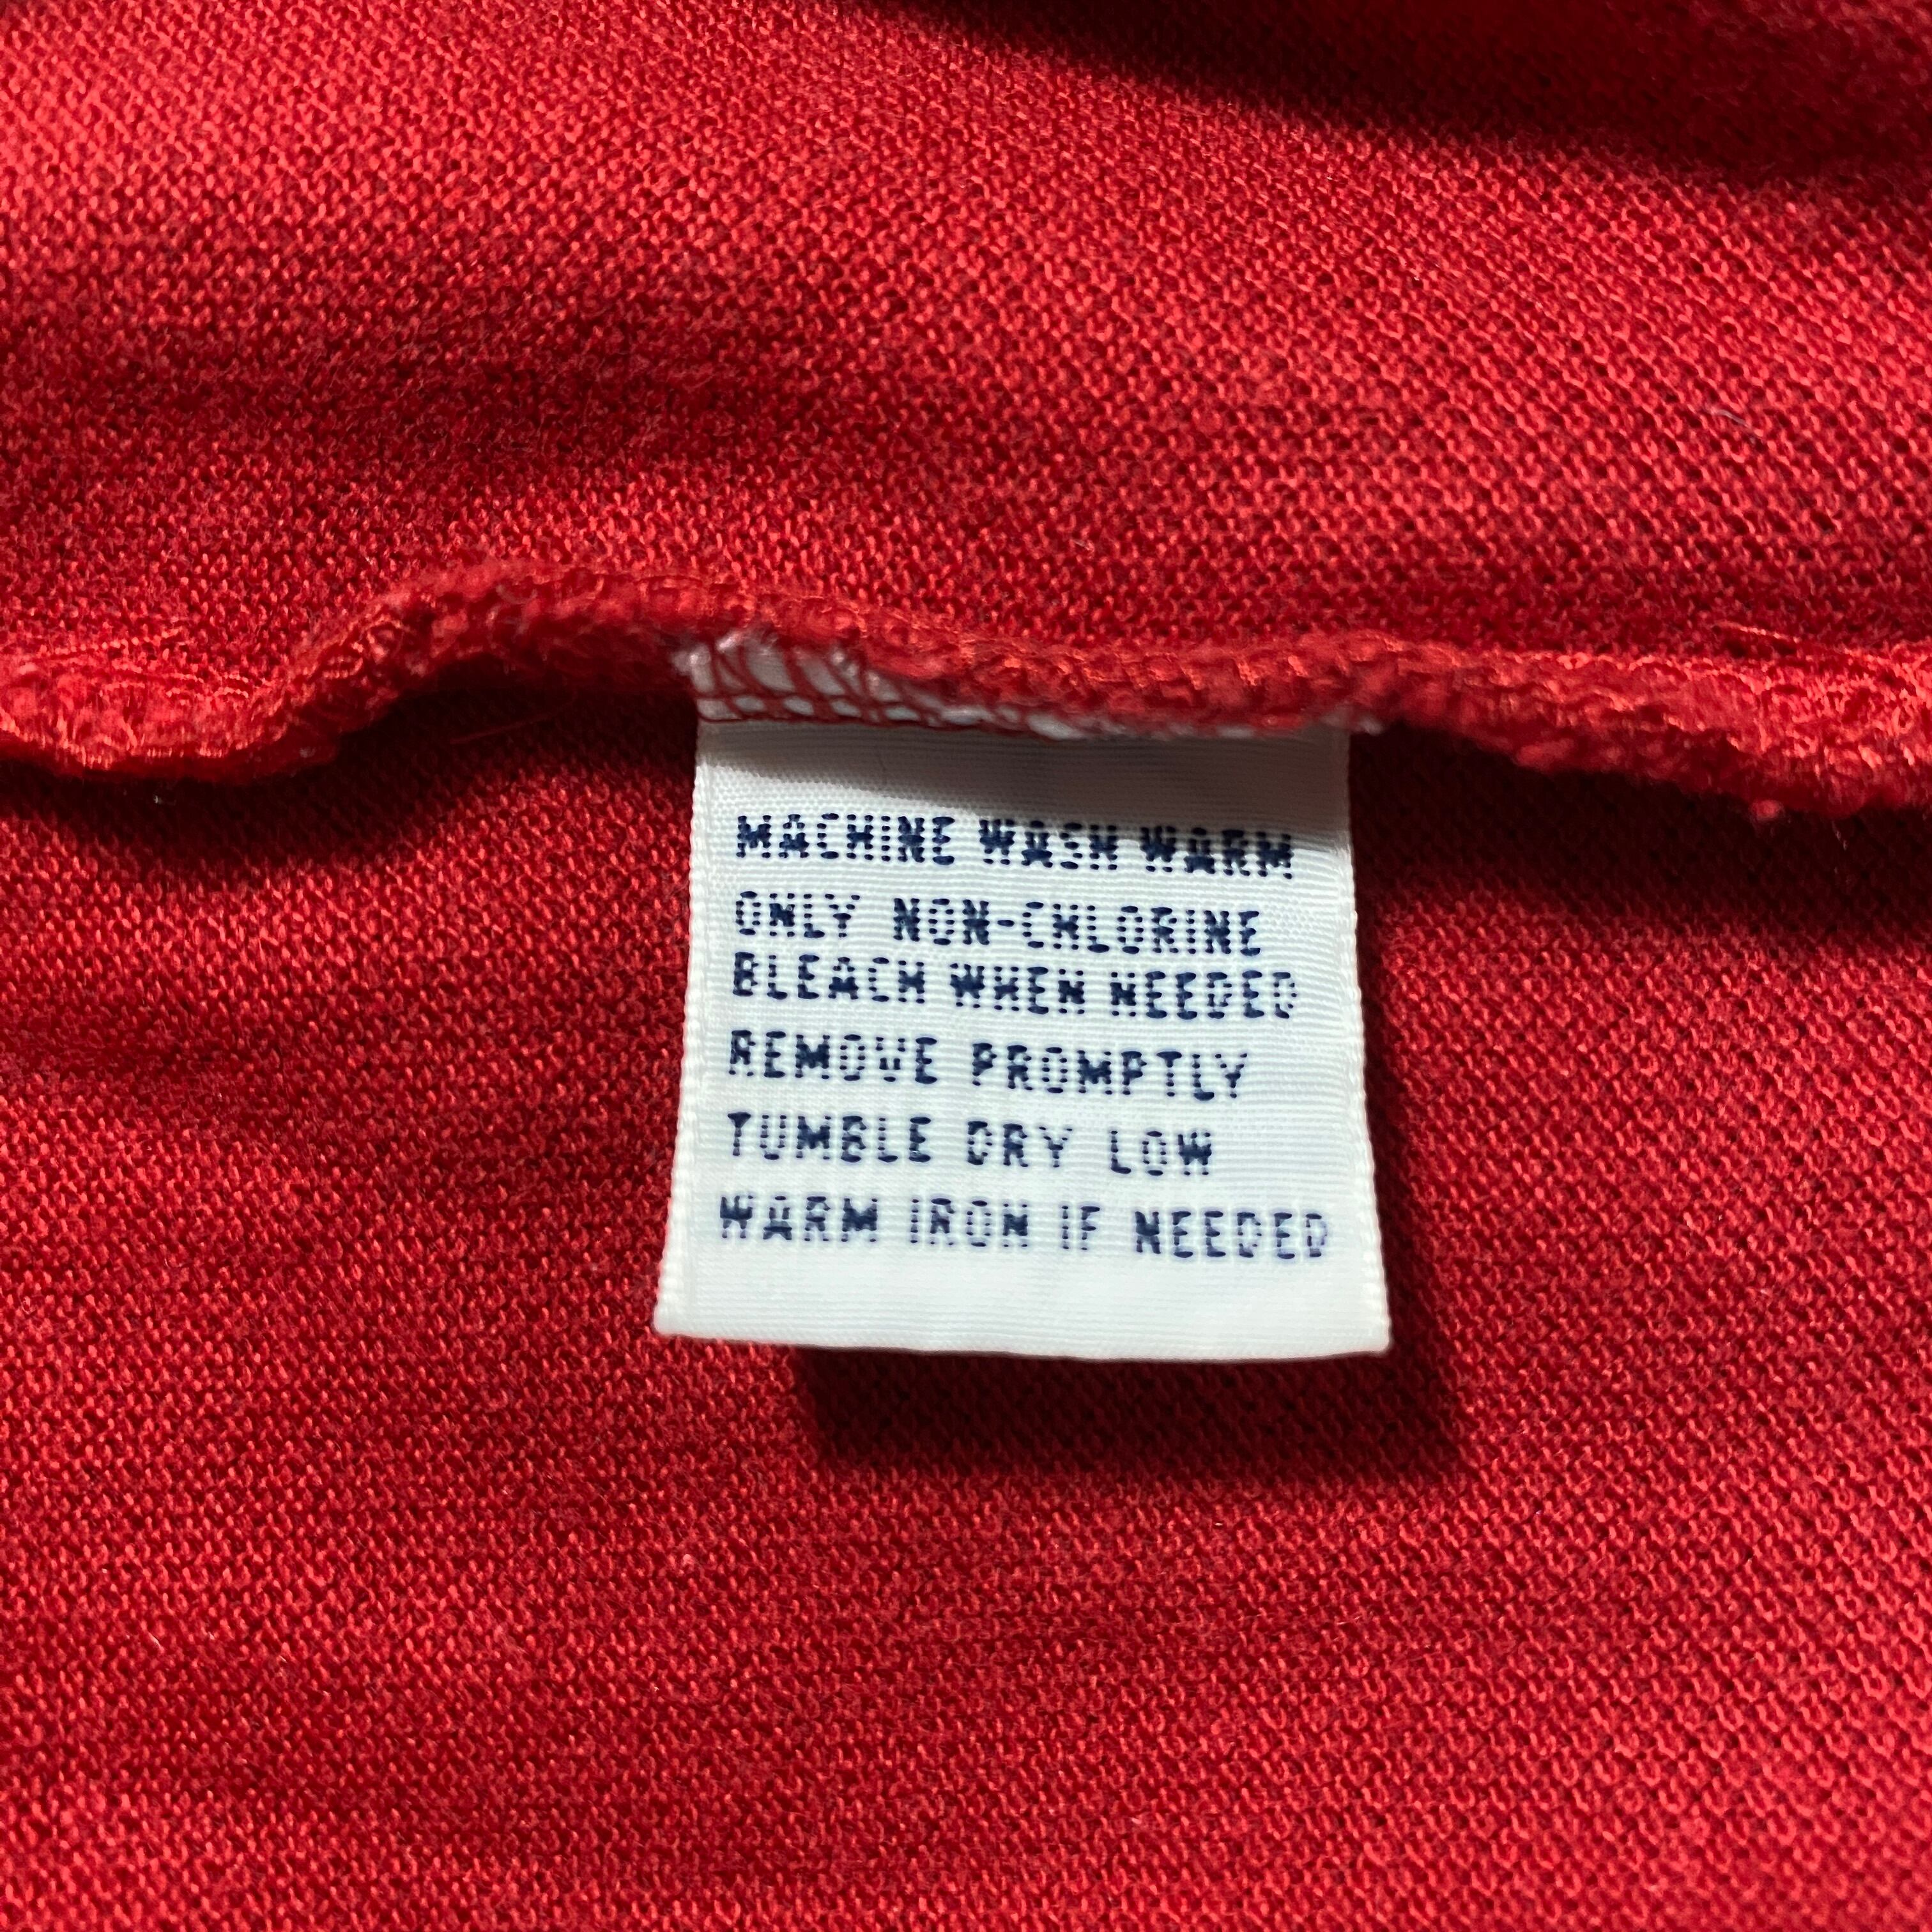 MACHINE WASH WARM
ONLY NON-CHLORINE
BLEACH WHEN NEEDED
REMOVE PROMPTLY
TUMBLE DRY LOW
WARM IRON IF NEEDED